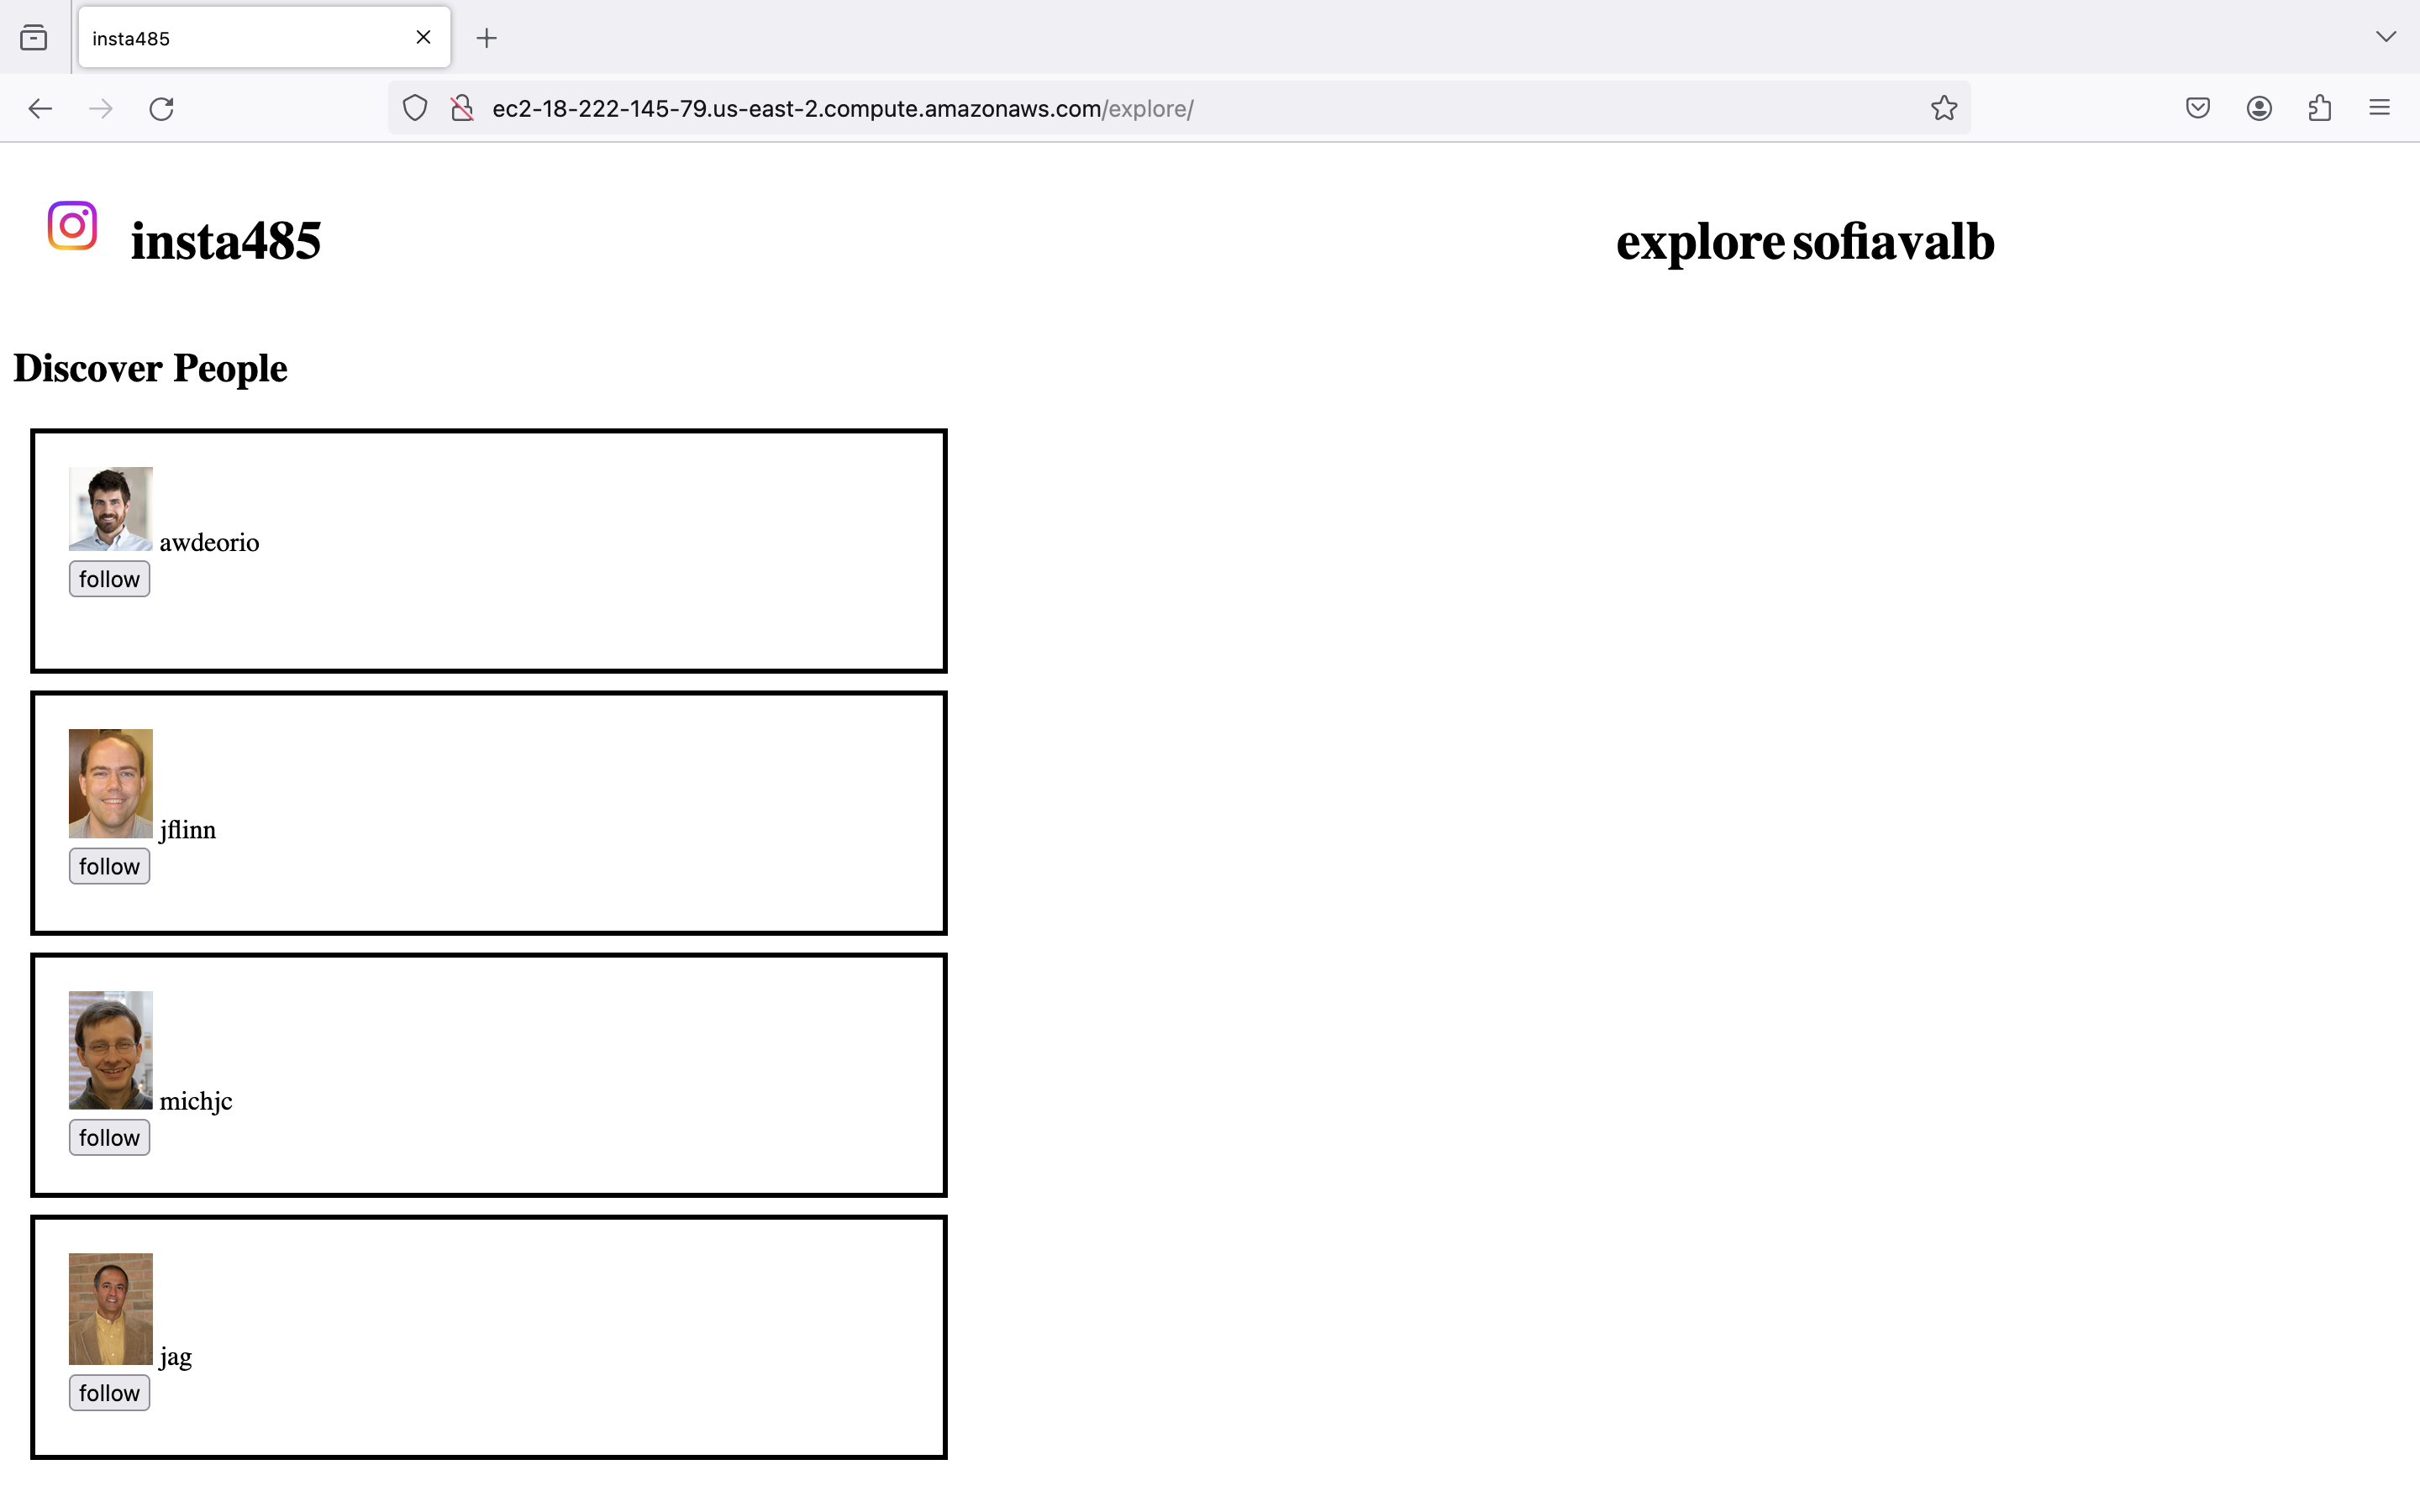 insta485
ec2-18-222-145-79.us-east-2.compute.amazonaws.com/explore/
insta485
explore sofiavalb
Discover People
awdeorio
follow
jflinn
follow
michjc
follow
jag
follow